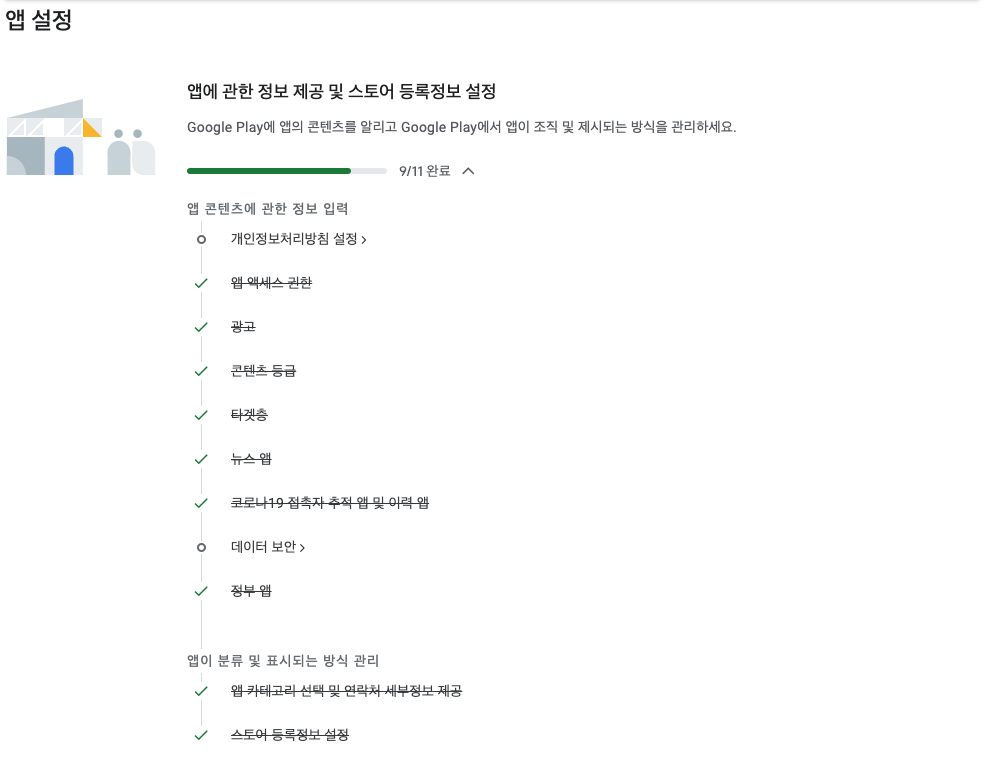 앱 설정
앱에 관한 정보 제공 및 스토어 등록정보 설정
Google Play에 앱의 콘텐츠를 알리고 Google Play에서 앱이 조직 및 제시되는 방식을 관리하세요.
9/11 완료
앱 콘텐츠에 관한 정보 입력
개인정보처리방침 설정
앱 액세스 권한
광고
콘텐츠 등급
타겟층
뉴스 앱
코로나19 접촉자 추적 앱 및 이력 앱
데이터 보안
정부 앱
앱이 분류 및 표시되는 방식 관리
앱 카테고리 선택 및 연락처 세부정보 제공
스토어 등록정보 설정